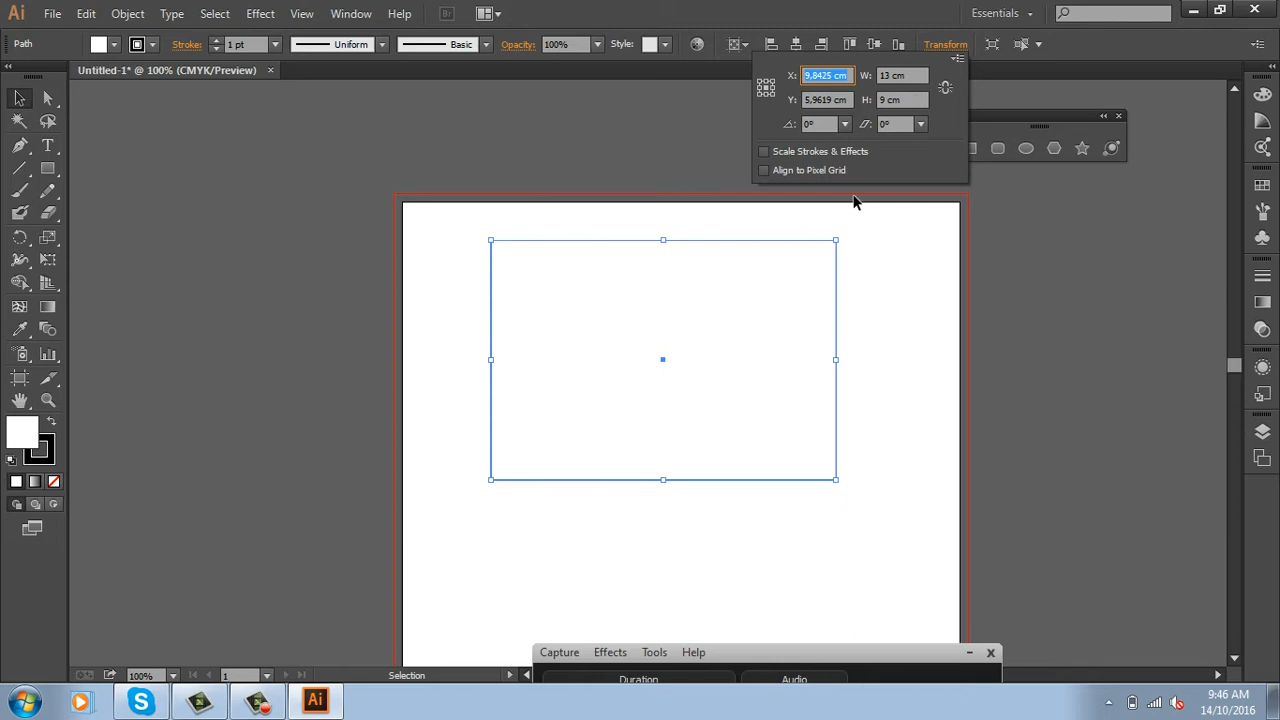 Ai File Edit Object Type Select Effect View Window Help Br Essentials
Path Stroke: 1 pt Uniform Basic Opacity: 100% Style: Transform
Untitled-1* @ 100% (CMYK/Preview) ×
X: 9,8425 cm W: 13 cm
Y: 5,9619 cm H: 9 cm
0° 0°
Scale Strokes & Effects
Align to Pixel Grid
Capture Effects Tools Help
100% 1 Selection
Duration Audio
Ai
9:46 AM
14/10/2016